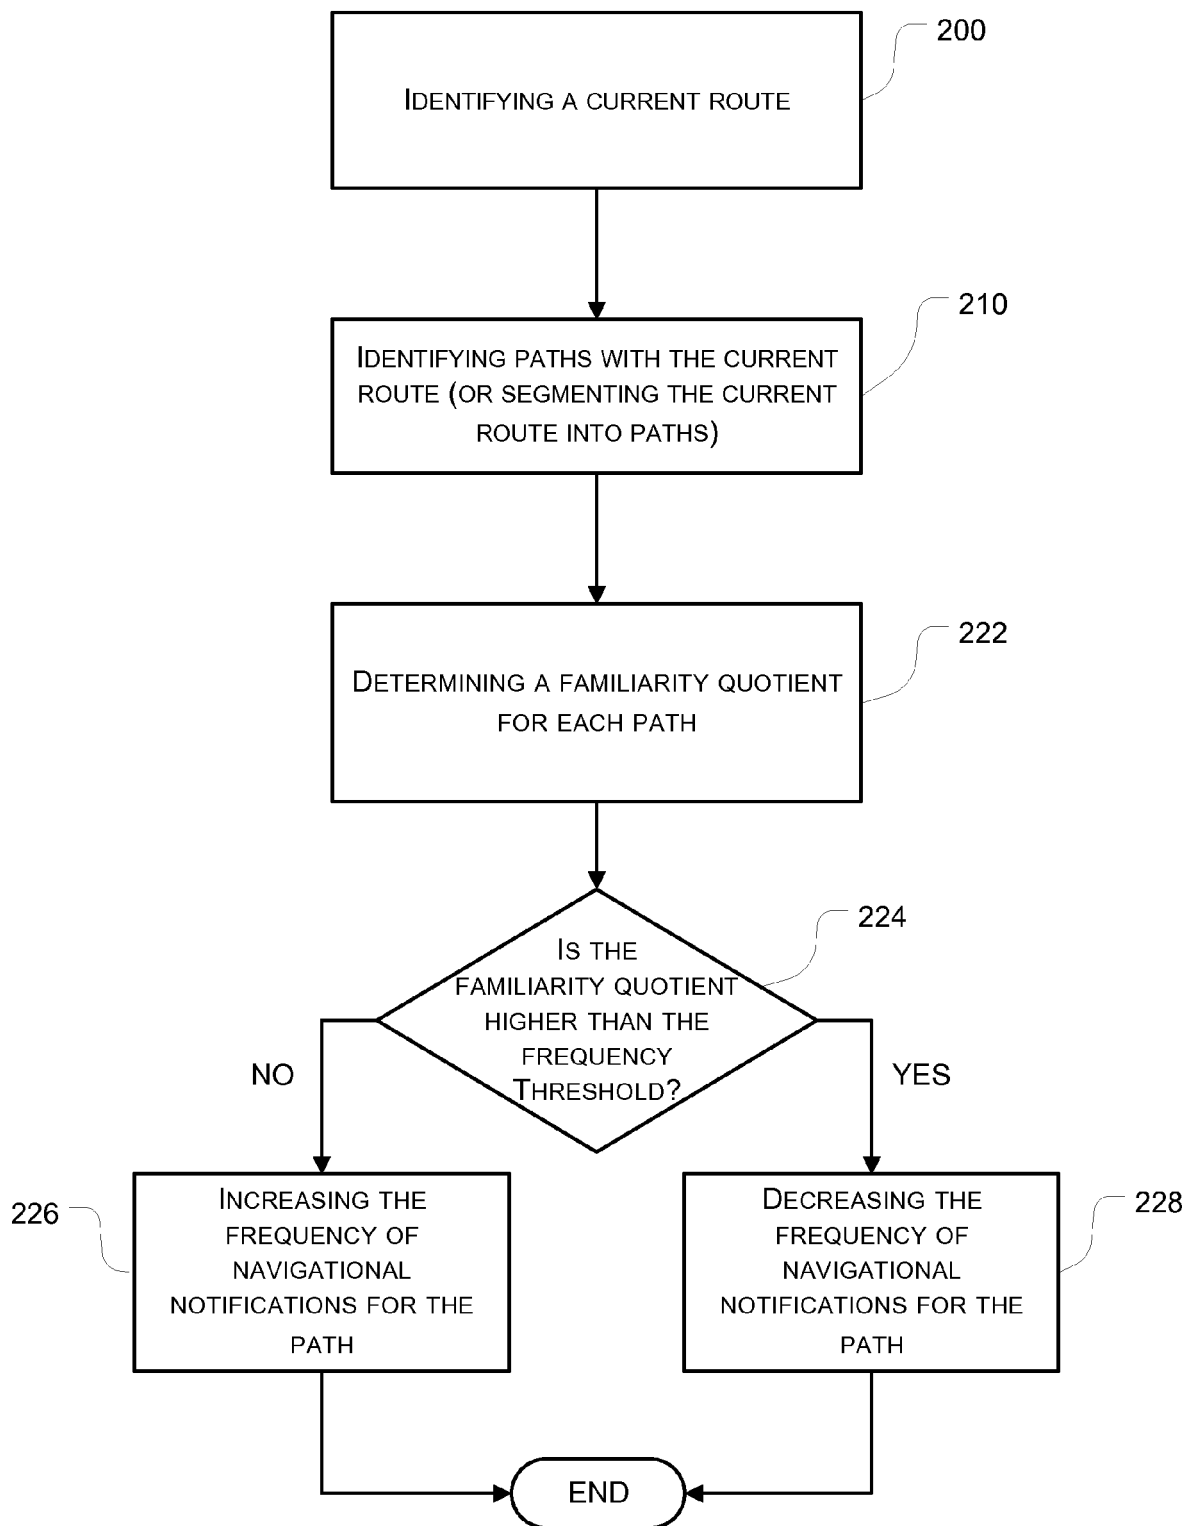 200
IDENTIFYING A CURRENT ROUTE
210
IDENTIFYING PATHS WITH THE CURRENT
ROUTE (OR SEGMENTING THE CURRENT
ROUTE INTO PATHS)
222
DETERMINING A FAMILIARITY QUOTIENT
FOR EACH PATH
224
IS THE
FAMILIARITY QUOTIENT
HIGHER THAN THE
FREQUENCY
THRESHOLD?
NO
YES
226
INCREASING THE
FREQUENCY OF
NAVIGATIONAL
NOTIFICATIONS FOR THE
PATH
DECREASING THE
FREQUENCY OF
NAVIGATIONAL
NOTIFICATIONS FOR THE
PATH
228
END